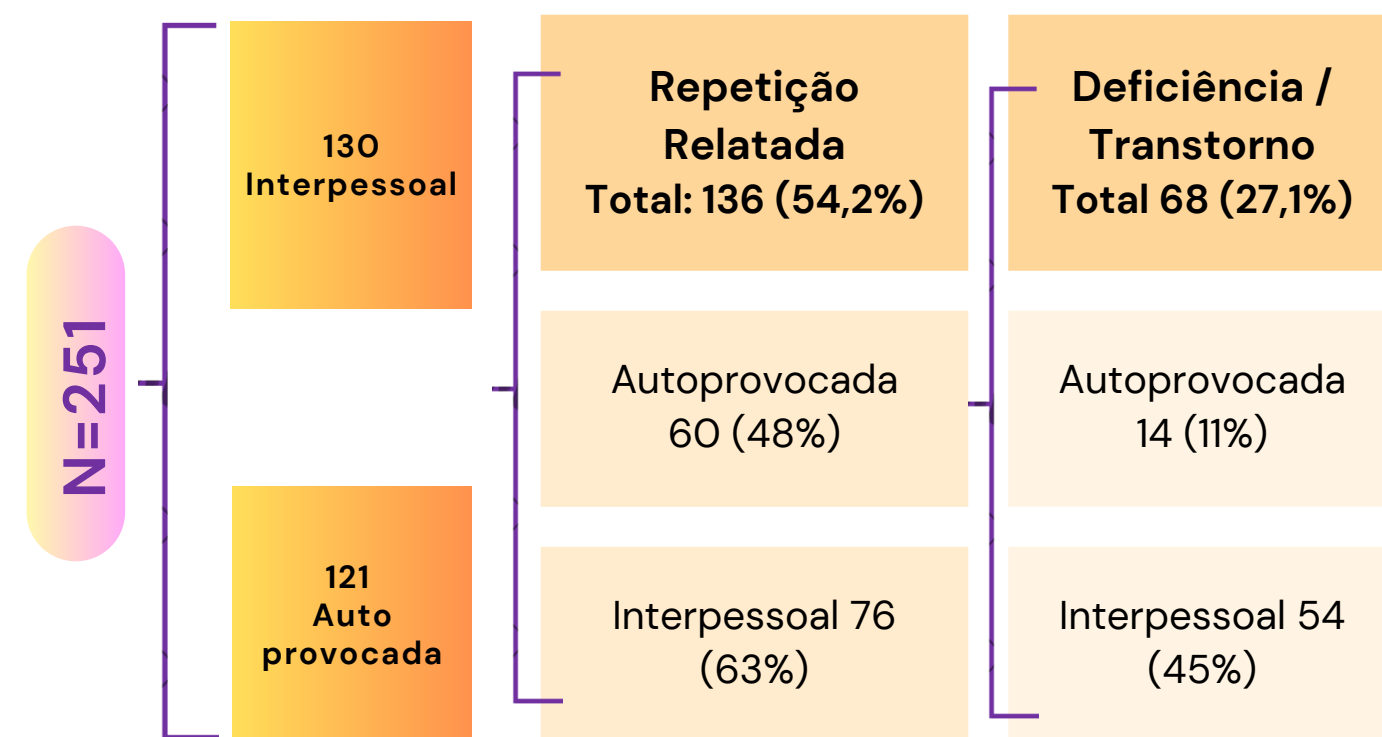 N=251
130
Interpessoal
121
Auto
provocada
Repetição
Relatada
Total: 136 (54,2%)
Autoprovocada
60 (48%)
Interpessoal 76
(63%)
Deficiência /
Transtorno
Total 68 (27,1%)
Autoprovocada
14 (11%)
Interpessoal 54
(45%)